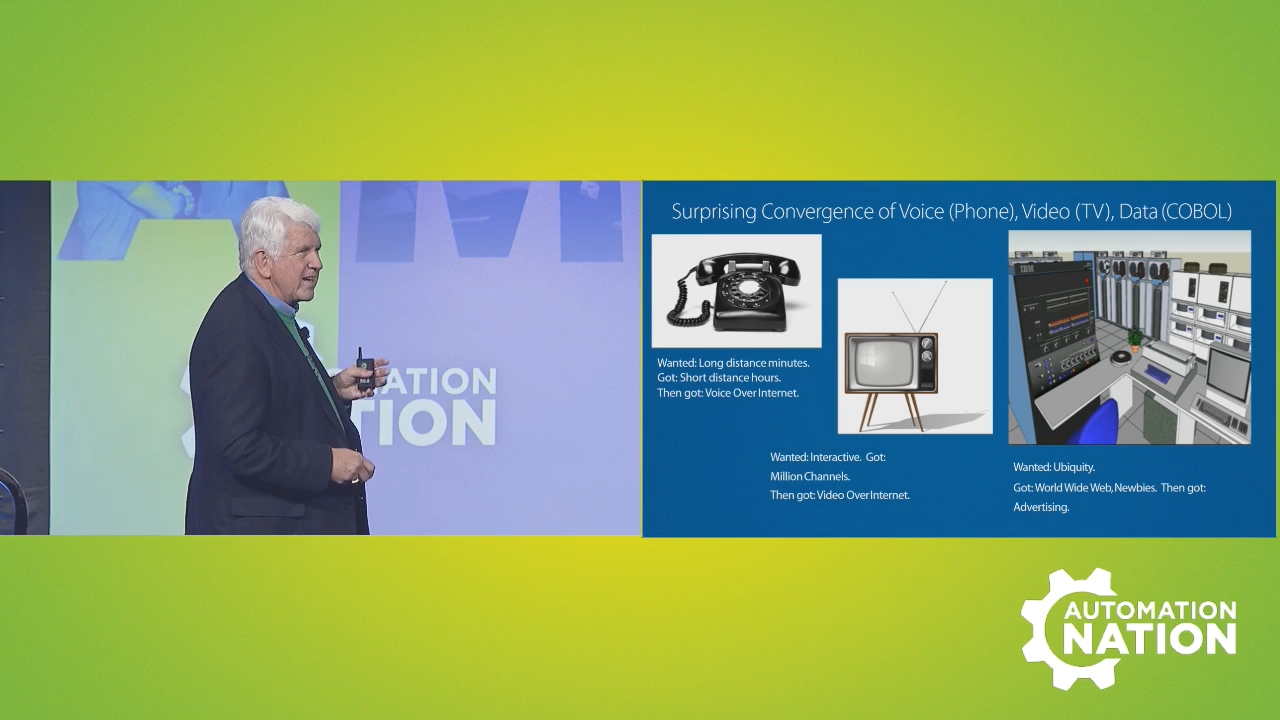 ATION
TION
Surprising Convergence of Voice (Phone), Video (TV), Data (COBOL)
IBM
Wanted: Long distance minutes.
Got: Short distance hours.
Then got: Voice Over Internet.
Wanted: Interactive. Got:
Million Channels.
Then got: Video Over Internet.
Wanted: Ubiquity.
Got: World Wide Web, Newbies. Then got:
Advertising.
AUTOMATION
NATION